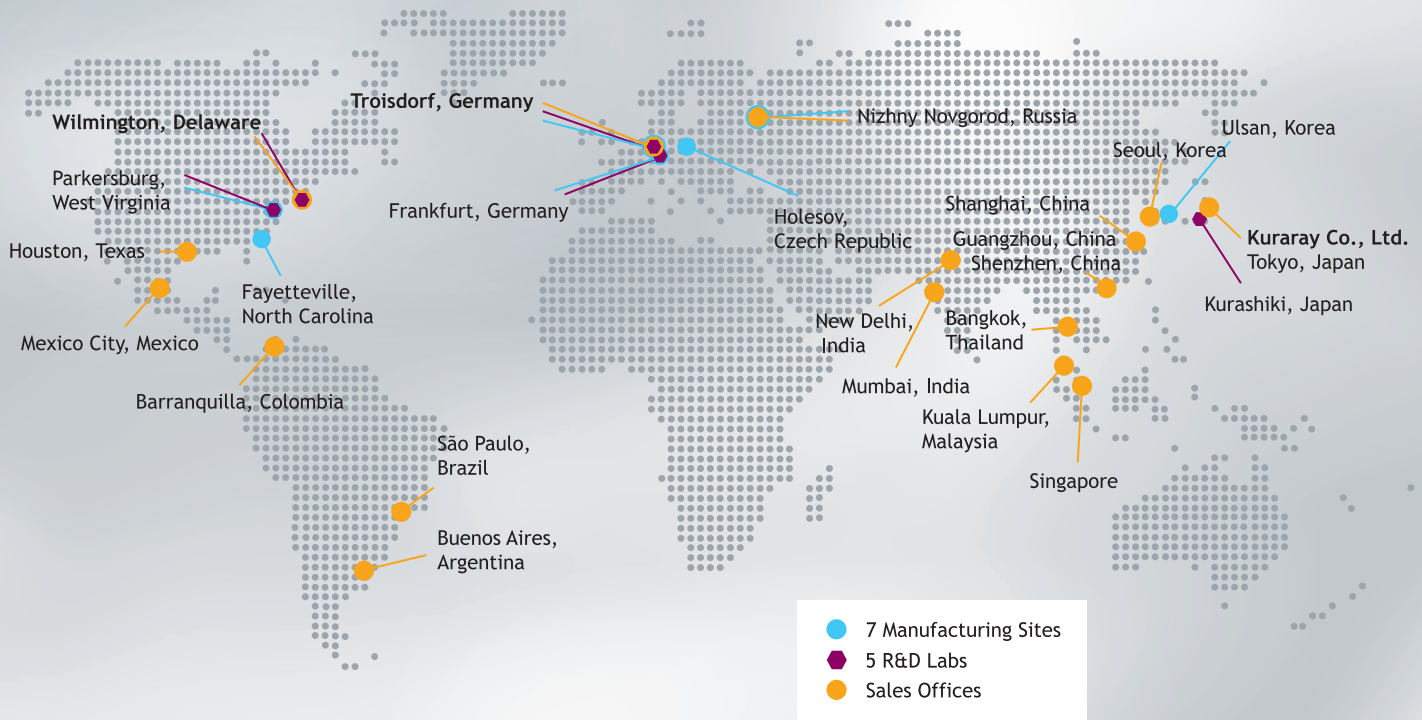 Troisdorf, Germany
Wilmington, Delaware
Nizhny Novgorod, Russia
Ulsan, Korea
Seoul, Korea
Parkersburg,
West Virginia
Frankfurt, Germany
Holesov,
Czech Republic
Shanghai, China
Guangzhou, China
Shenzhen, China
Kuraray Co., Ltd.
Tokyo, Japan
Houston, Texas
Kurashiki, Japan
Fayetteville,
North Carolina
New Delhi,
India
Bangkok,
Thailand
Mexico City, Mexico
Mumbai, India
Barranquilla, Colombia
Kuala Lumpur,
Malaysia
São Paulo,
Brazil
Singapore
Buenos Aires,
Argentina
7 Manufacturing Sites
5 R&D Labs
Sales Offices